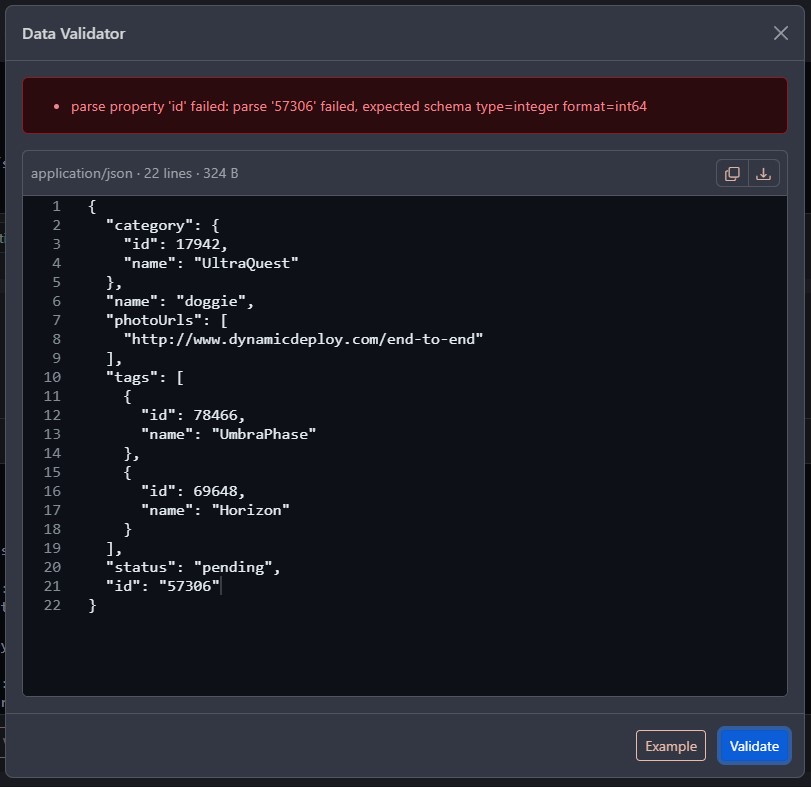 Data Validator
• parse property 'id' failed: parse '57306' failed, expected schema type=integer format=int64
application/json · 22 lines · 324 B
1 {
2   "category": {
3     "id": 17942,
4     "name": "UltraQuest"
5   },
6   "name": "doggie",
7   "photoUrls": [
8     "http://www.dynamicdeploy.com/end-to-end"
9   ],
10   "tags": [
11     {
12       "id": 78466,
13       "name": "UmbraPhase"
14     },
15     {
16       "id": 69648,
17       "name": "Horizon"
18     }
19   ],
20   "status": "pending",
21   "id": "57306"
22 }
Example Validate